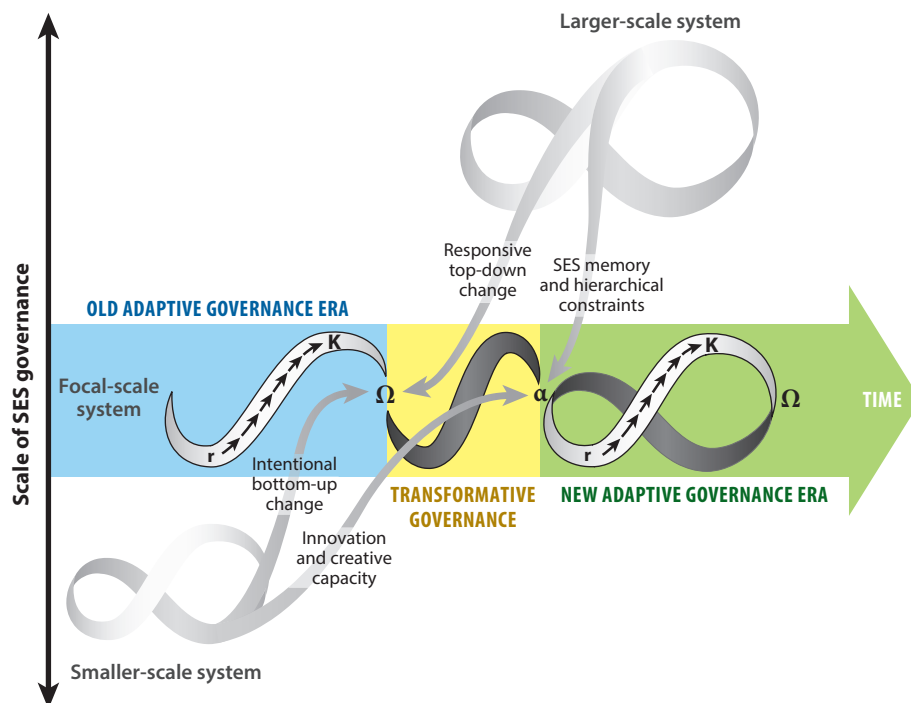 Larger-scale system
Scale of SES governance
Responsive
top-down
change
SES memory
and hierarchical
constraints
OLD ADAPTIVE GOVERNANCE ERA
Focal-scale
system
r
K
Ω
α
r
K
Ω
TIME
Intentional
bottom-up
change
TRANSFORMATIVE
GOVERNANCE
NEW ADAPTIVE GOVERNANCE ERA
Innovation
and creative
capacity
Smaller-scale system